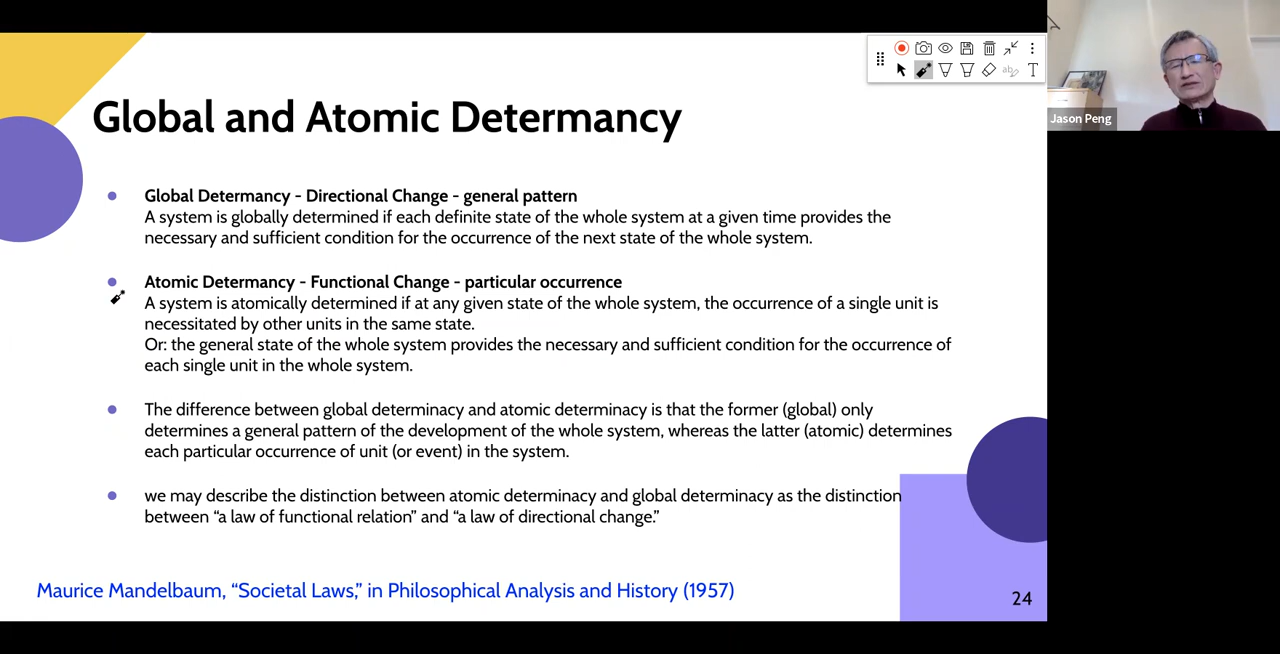 Global and Atomic Determancy
Jason Peng
Global Determancy - Directional Change - general pattern
A system is globally determined if each definite state of the whole system at a given time provides the
necessary and sufficient condition for the occurrence of the next state of the whole system.
Atomic Determancy - Functional Change - particular occurrence
A system is atomically determined if at any given state of the whole system, the occurrence of a single unit is
necessitated by other units in the same state.
Or: the general state of the whole system provides the necessary and sufficient condition for the occurrence of
each single unit in the whole system.
The difference between global determinacy and atomic determinacy is that the former (global) only
determines a general pattern of the development of the whole system, whereas the latter (atomic) determines
each particular occurrence of unit (or event) in the system.
we may describe the distinction between atomic determinacy and global determinacy as the distinction
between “a law of functional relation” and “a law of directional change.”
Maurice Mandelbaum, “Societal Laws,” in Philosophical Analysis and History (1957)
24